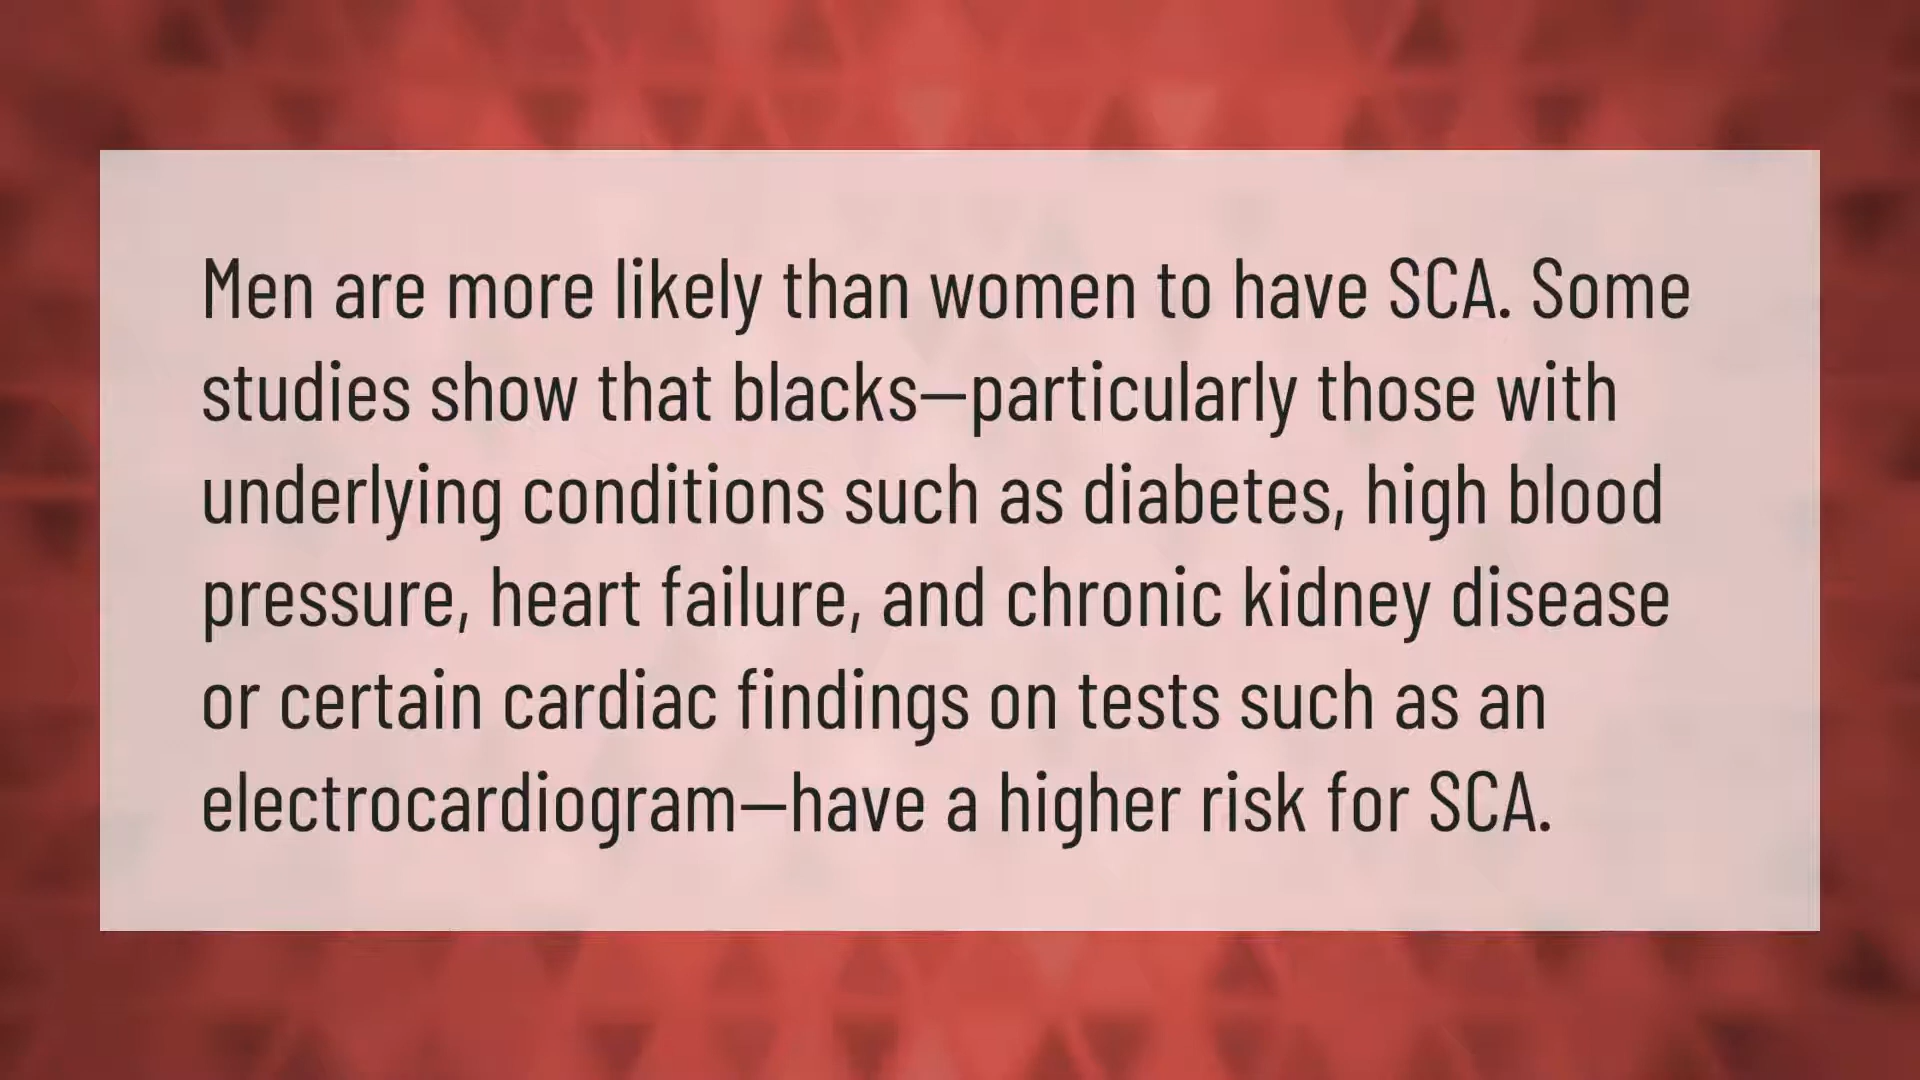 Men are more likely than women to have SCA. Some
studies show that blacks—particularly those with
underlying conditions such as diabetes, high blood
pressure, heart failure, and chronic kidney disease
or certain cardiac findings on tests such as an
electrocardiogram—have a higher risk for SCA.